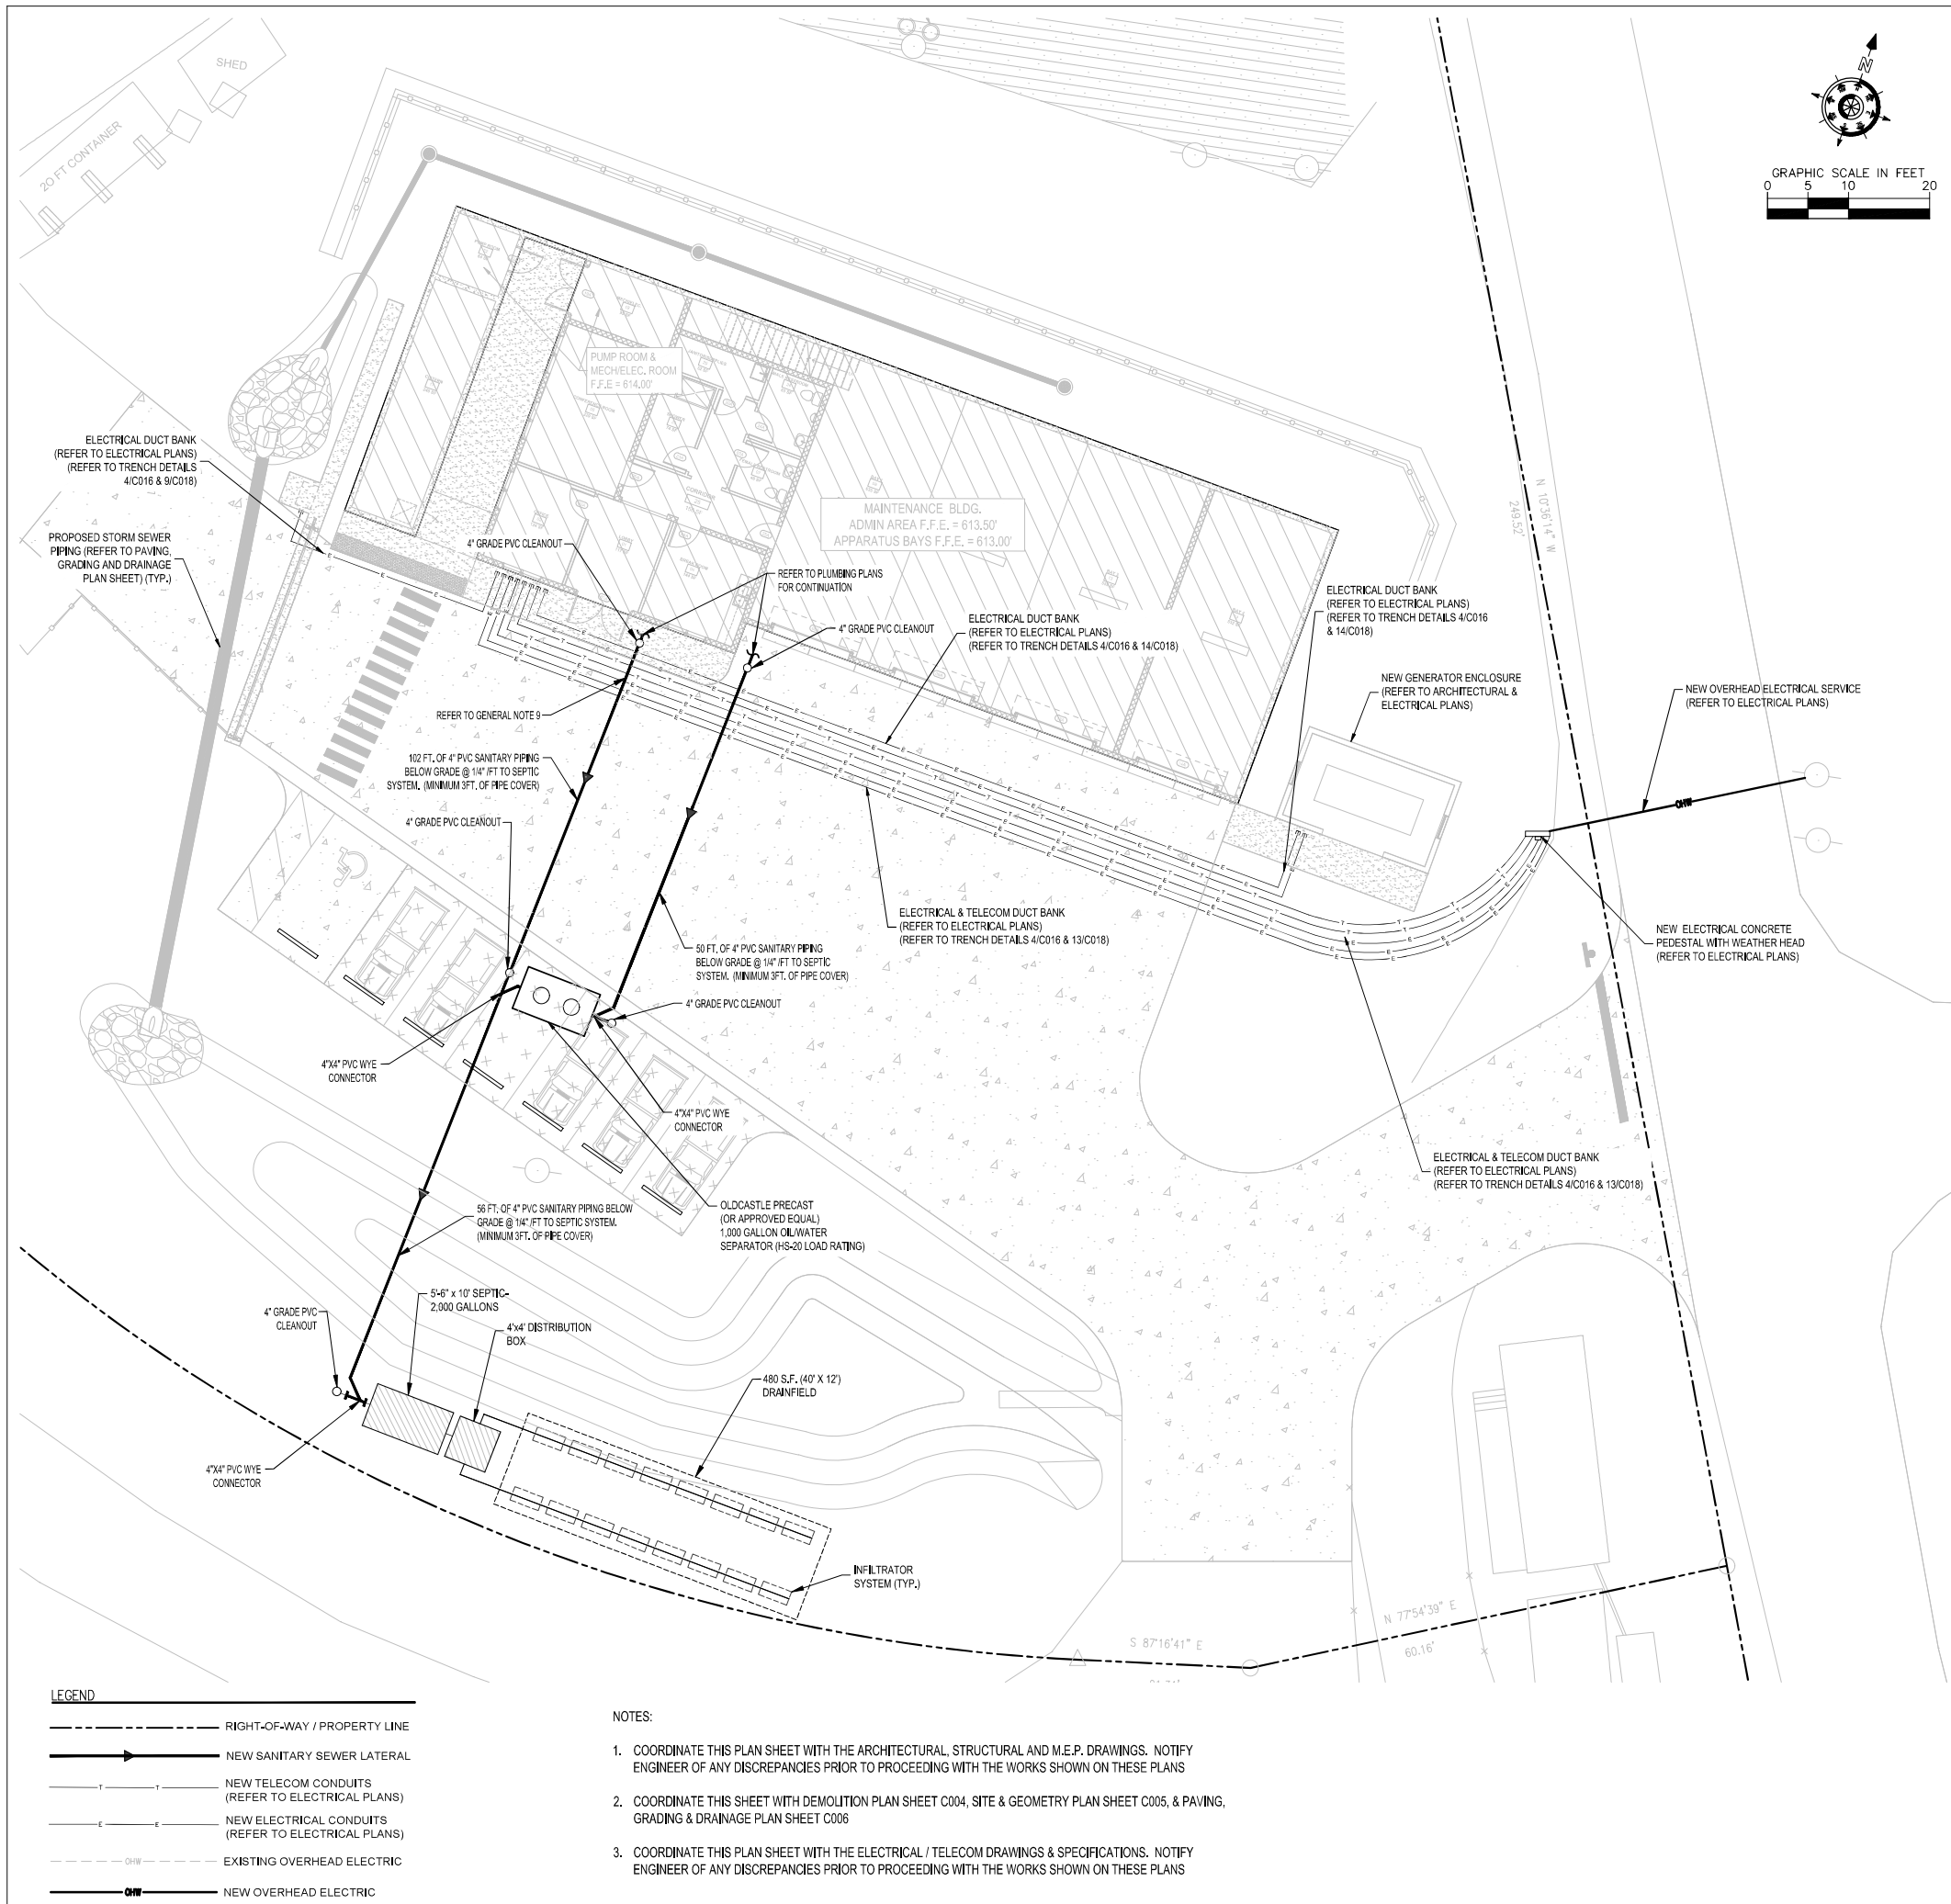 SHED
20 FT CONTAINER
N
GRAPHIC SCALE IN FEET
0 5 10 20
PUMP ROOM &
MECH/ELEC. ROOM
F.F.E = 614.00'
MAINTENANCE BLDG.
ADMIN AREA F.F.E. = 613.50'
APPARATUS BAYS F.F.E. = 613.00'
N 10°36'14" W
249.52'
ELECTRICAL DUCT BANK
(REFER TO ELECTRICAL PLANS)
(REFER TO TRENCH DETAILS
4/C016 & 9/C018)
PROPOSED STORM SEWER
PIPING (REFER TO PAVING,
GRADING AND DRAINAGE
PLAN SHEET) (TYP.)
4" GRADE PVC CLEANOUT
REFER TO PLUMBING PLANS
FOR CONTINUATION
4" GRADE PVC CLEANOUT
ELECTRICAL DUCT BANK
(REFER TO ELECTRICAL PLANS)
(REFER TO TRENCH DETAILS 4/C016 & 14/C018)
ELECTRICAL DUCT BANK
(REFER TO ELECTRICAL PLANS)
(REFER TO TRENCH DETAILS 4/C016
& 14/C018)
NEW GENERATOR ENCLOSURE
(REFER TO ARCHITECTURAL &
ELECTRICAL PLANS)
NEW OVERHEAD ELECTRICAL SERVICE
(REFER TO ELECTRICAL PLANS)
OHW
REFER TO GENERAL NOTE 9
102 FT. OF 4" PVC SANITARY PIPING
BELOW GRADE @ 1/4" /FT TO SEPTIC
SYSTEM. (MINIMUM 3FT. OF PIPE COVER)
4" GRADE PVC CLEANOUT
ELECTRICAL & TELECOM DUCT BANK
(REFER TO ELECTRICAL PLANS)
(REFER TO TRENCH DETAILS 4/C016 & 13/C018)
50 FT. OF 4" PVC SANITARY PIPING
BELOW GRADE @ 1/4" /FT TO SEPTIC
SYSTEM. (MINIMUM 3FT. OF PIPE COVER)
4" GRADE PVC CLEANOUT
NEW ELECTRICAL CONCRETE
PEDESTAL WITH WEATHER HEAD
(REFER TO ELECTRICAL PLANS)
4"X4" PVC WYE
CONNECTOR
4"X4" PVC WYE
CONNECTOR
ELECTRICAL & TELECOM DUCT BANK
(REFER TO ELECTRICAL PLANS)
(REFER TO TRENCH DETAILS 4/C016 & 13/C018)
56 FT. OF 4" PVC SANITARY PIPING BELOW
GRADE @ 1/4" /FT TO SEPTIC SYSTEM.
(MINIMUM 3FT. OF PIPE COVER)
OLDCASTLE PRECAST
(OR APPROVED EQUAL)
1,000 GALLON OIL/WATER
SEPARATOR (HS-20 LOAD RATING)
4" GRADE PVC
CLEANOUT
5'-6" x 10' SEPTIC-
2,000 GALLONS
4'x4' DISTRIBUTION
BOX
480 S.F. (40' X 12')
DRAINFIELD
4"X4" PVC WYE
CONNECTOR
INFILTRATOR
SYSTEM (TYP.)
S 87°16'41" E
N 77°54'39" E
60.16'
LEGEND
RIGHT-OF-WAY / PROPERTY LINE
NEW SANITARY SEWER LATERAL
T T NEW TELECOM CONDUITS
(REFER TO ELECTRICAL PLANS)
E E NEW ELECTRICAL CONDUITS
(REFER TO ELECTRICAL PLANS)
OHW EXISTING OVERHEAD ELECTRIC
OHW NEW OVERHEAD ELECTRIC
NOTES:
1. COORDINATE THIS PLAN SHEET WITH THE ARCHITECTURAL, STRUCTURAL AND M.E.P. DRAWINGS. NOTIFY
ENGINEER OF ANY DISCREPANCIES PRIOR TO PROCEEDING WITH THE WORKS SHOWN ON THESE PLANS
2. COORDINATE THIS SHEET WITH DEMOLITION PLAN SHEET C004, SITE & GEOMETRY PLAN SHEET C005, & PAVING,
GRADING & DRAINAGE PLAN SHEET C006
3. COORDINATE THIS PLAN SHEET WITH THE ELECTRICAL / TELECOM DRAWINGS & SPECIFICATIONS. NOTIFY
ENGINEER OF ANY DISCREPANCIES PRIOR TO PROCEEDING WITH THE WORKS SHOWN ON THESE PLANS